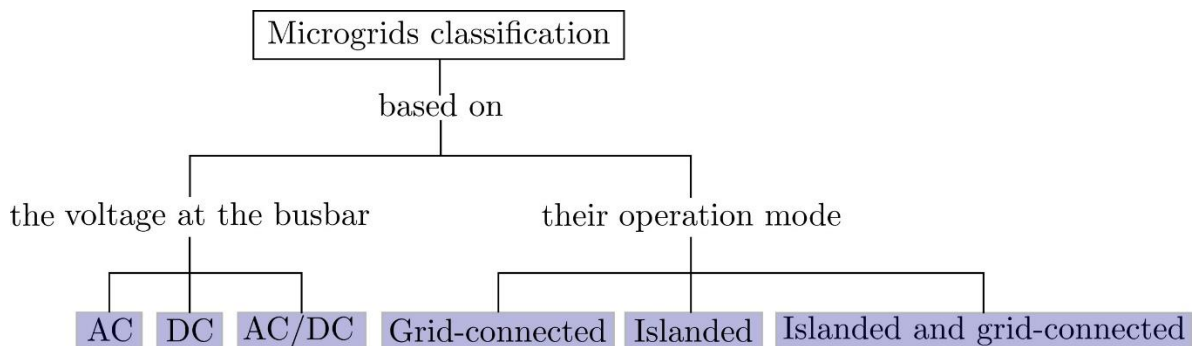 Microgrids classification
based on
the voltage at the busbar
their operation mode
AC
DC
AC/DC
Grid-connected
Islanded
Islanded and grid-connected